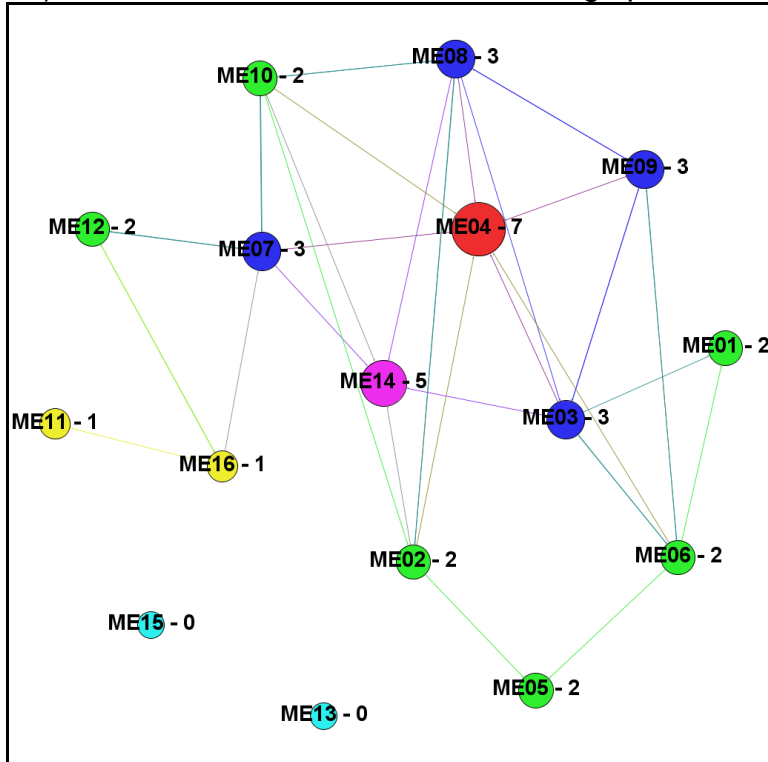 ME08 - 3
ME10 - 2
ME09 - 3
ME12 - 2
ME04 - 7
ME07 - 3
ME01 - 2
ME14 - 5
ME11 - 1
ME03 - 3
ME16 - 1
ME02 - 2
ME06 - 2
ME15 - 0
ME05 - 2
ME13 - 0